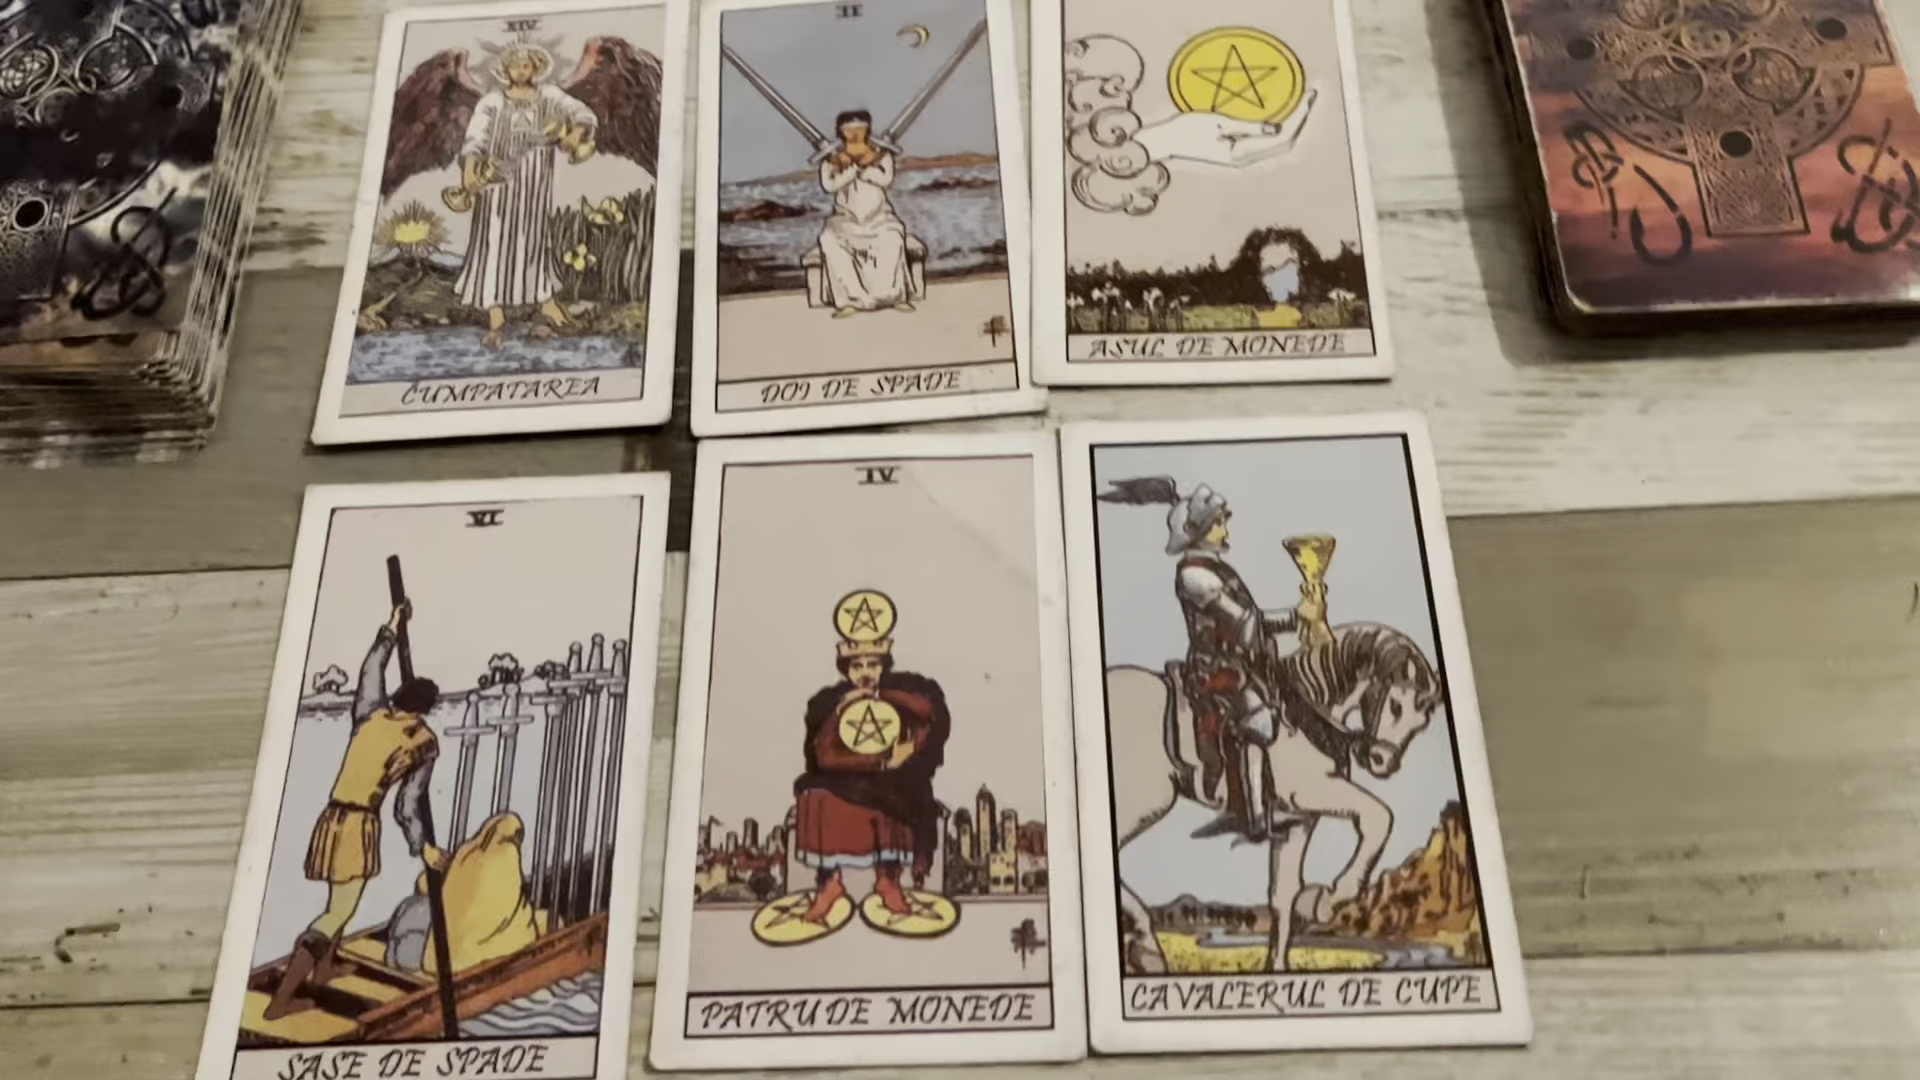 XIV
II
CUMPATAREA
DOI DE SPADE
ASUL DE MONEDE
VI
IV
SASE DE SPADE
PATRU DE MONEDE
CAVALERUL DE CUPE